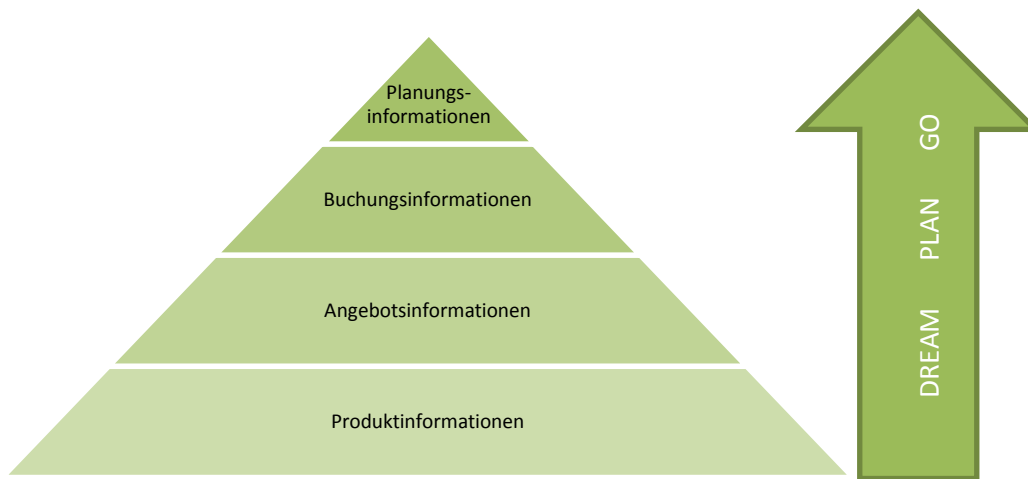 Planungs-
informationen
Buchungsinformationen
Angebotsinformationen
Produktinformationen
DREAM PLAN GO